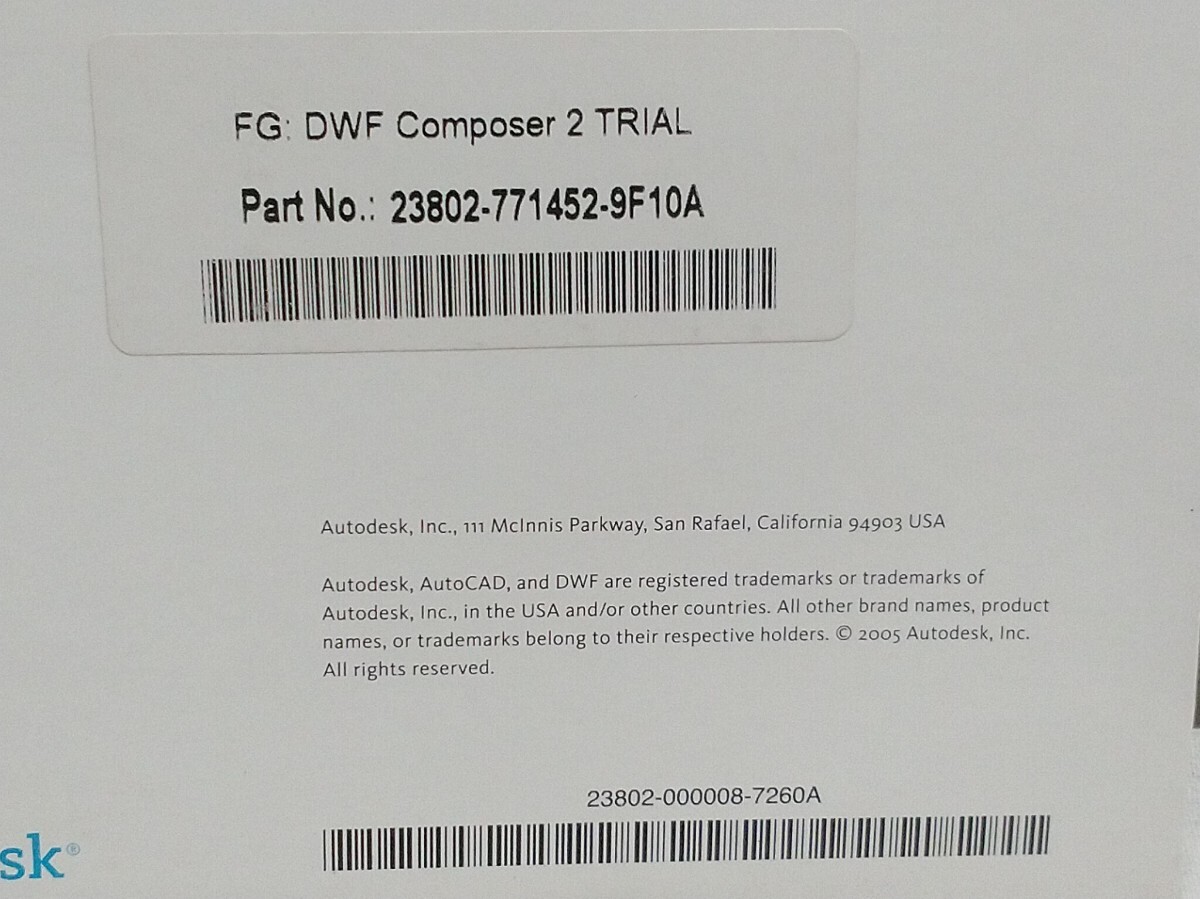 FG: DWF Composer 2 TRIAL
Part No.: 23802-771452-9F10A
Autodesk, Inc., 111 McInnis Parkway, San Rafael, California 94903 USA
Autodesk, AutoCAD, and DWF are registered trademarks or trademarks of
Autodesk, Inc., in the USA and/or other countries. All other brand names, product
names, or trademarks belong to their respective holders. © 2005 Autodesk, Inc.
All rights reserved.
23802-000008-7260A
sk®